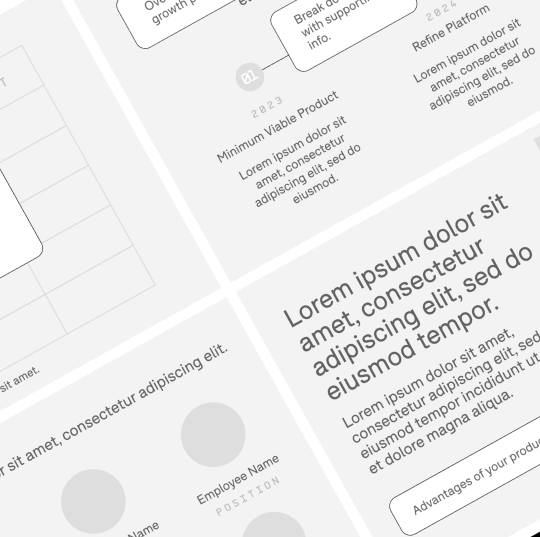 growth
Break
with
info.
01
2023
Minimum Viable Product
Lorem ipsum dolor sit
amet, consectetur
adipiscing elit, sed do
eiusmod.
2024
Refine Platform
Lorem ipsum dolor sit
amet, consectetur
adipiscing elit, sed do
eiusmod.
T
sit amet.
Lorem ipsum dolor sit
amet, consectetur
adipiscing elit, sed do
eiusmod tempor.
Lorem ipsum dolor sit amet,
consectetur adipiscing elit, sed
eiusmod tempor incididunt ut
et dolore magna aliqua.
Advantages of your
sit amet, consectetur adipiscing elit.
Employee Name
POSITION
Name